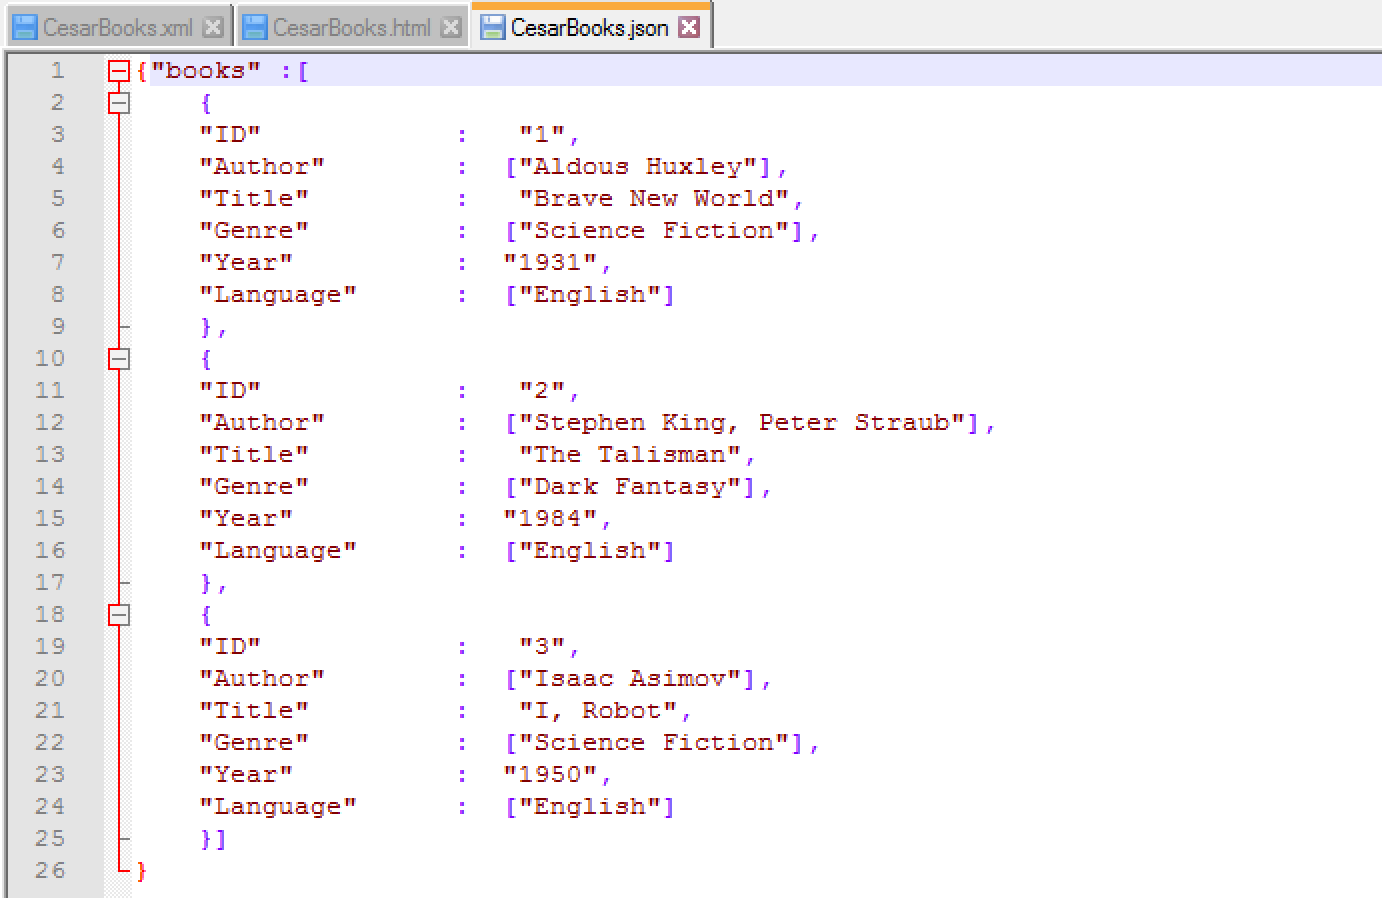 CesarBooks.xml CesarBooks.html CesarBooks.json
1 {"books" :[
2 {
3 "ID" : "1",
4 "Author" : ["Aldous Huxley"],
5 "Title" : "Brave New World",
6 "Genre" : ["Science Fiction"],
7 "Year" : "1931",
8 "Language" : ["English"]
9 },
10 {
11 "ID" : "2",
12 "Author" : ["Stephen King, Peter Straub"],
13 "Title" : "The Talisman",
14 "Genre" : ["Dark Fantasy"],
15 "Year" : "1984",
16 "Language" : ["English"]
17 },
18 {
19 "ID" : "3",
20 "Author" : ["Isaac Asimov"],
21 "Title" : "I, Robot",
22 "Genre" : ["Science Fiction"],
23 "Year" : "1950",
24 "Language" : ["English"]
25 }]
26 }